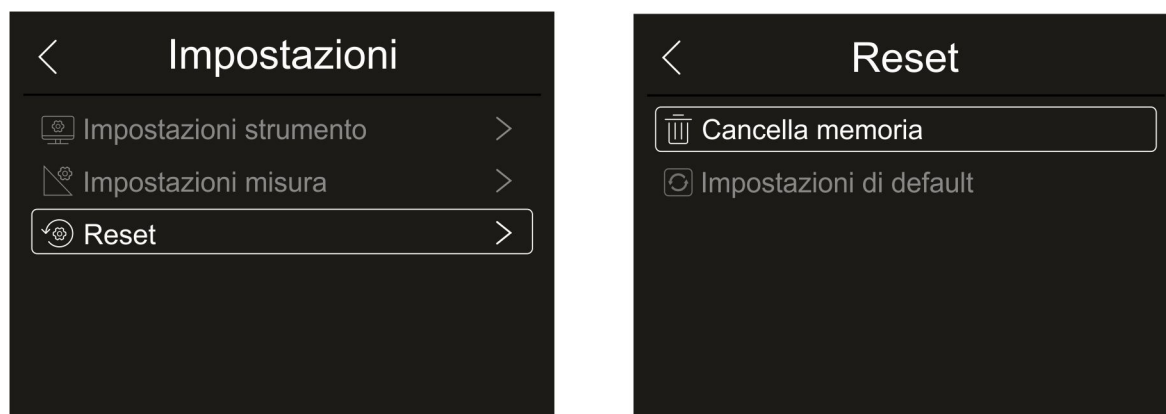 Impostazioni
Impostazioni strumento
Impostazioni misura
Reset
Reset
Cancella memoria
Impostazioni di default